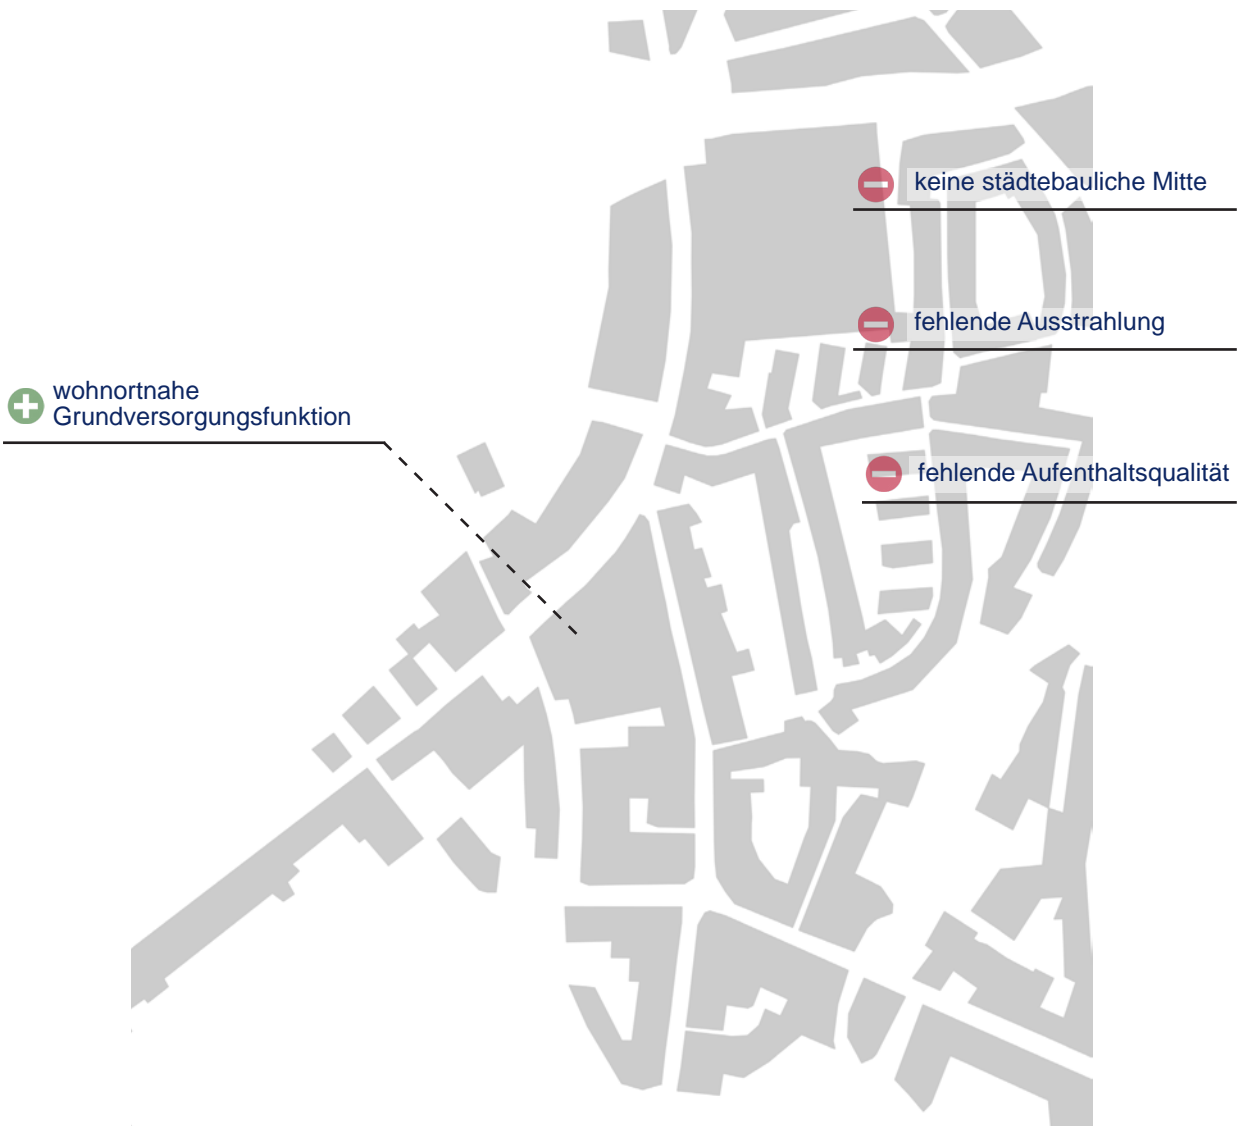 keine städtebauliche Mitte
fehlende Ausstrahlung
wohnortnahe
Grundversorgungsfunktion
fehlende Aufenthaltsqualität